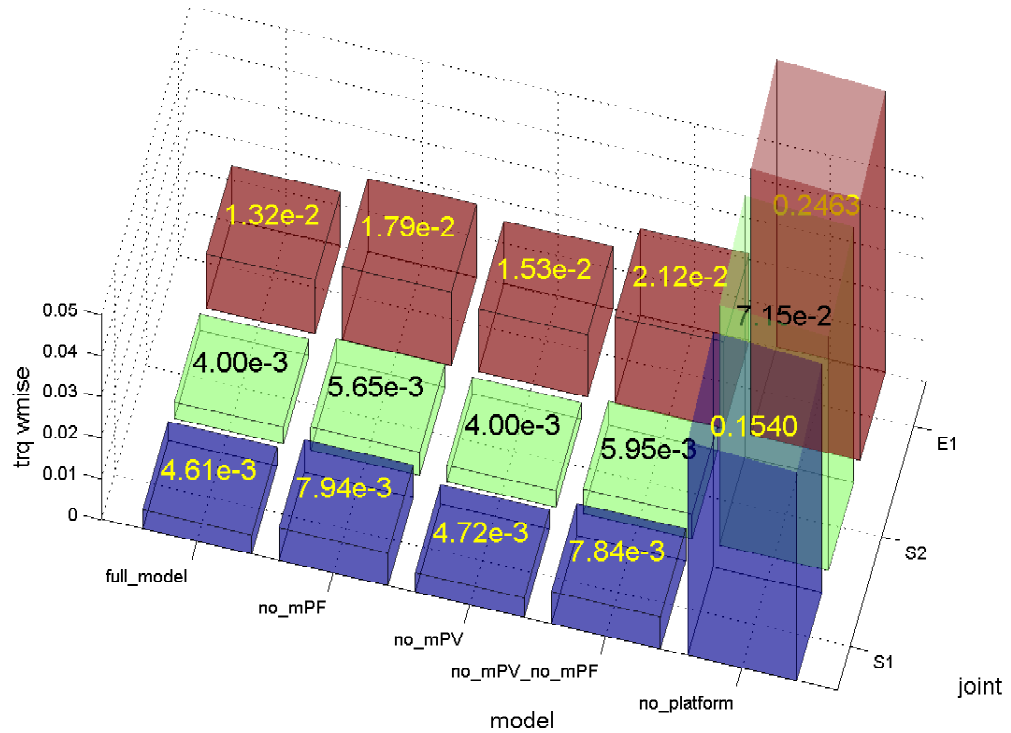 0.2463
1.32e-2
1.79e-2
1.53e-2
2.12e-2
7.15e-2
4.00e-3
5.65e-3
4.00e-3
5.95e-3
0.1540
4.61e-3
7.94e-3
4.72e-3
7.84e-3
0.05
0.04
0.03
0.02
0.01
0
trq wmise
full_model
no_mPF
no_mPV
no_mPV_no_mPF
no_platform
model
E1
S2
S1
joint